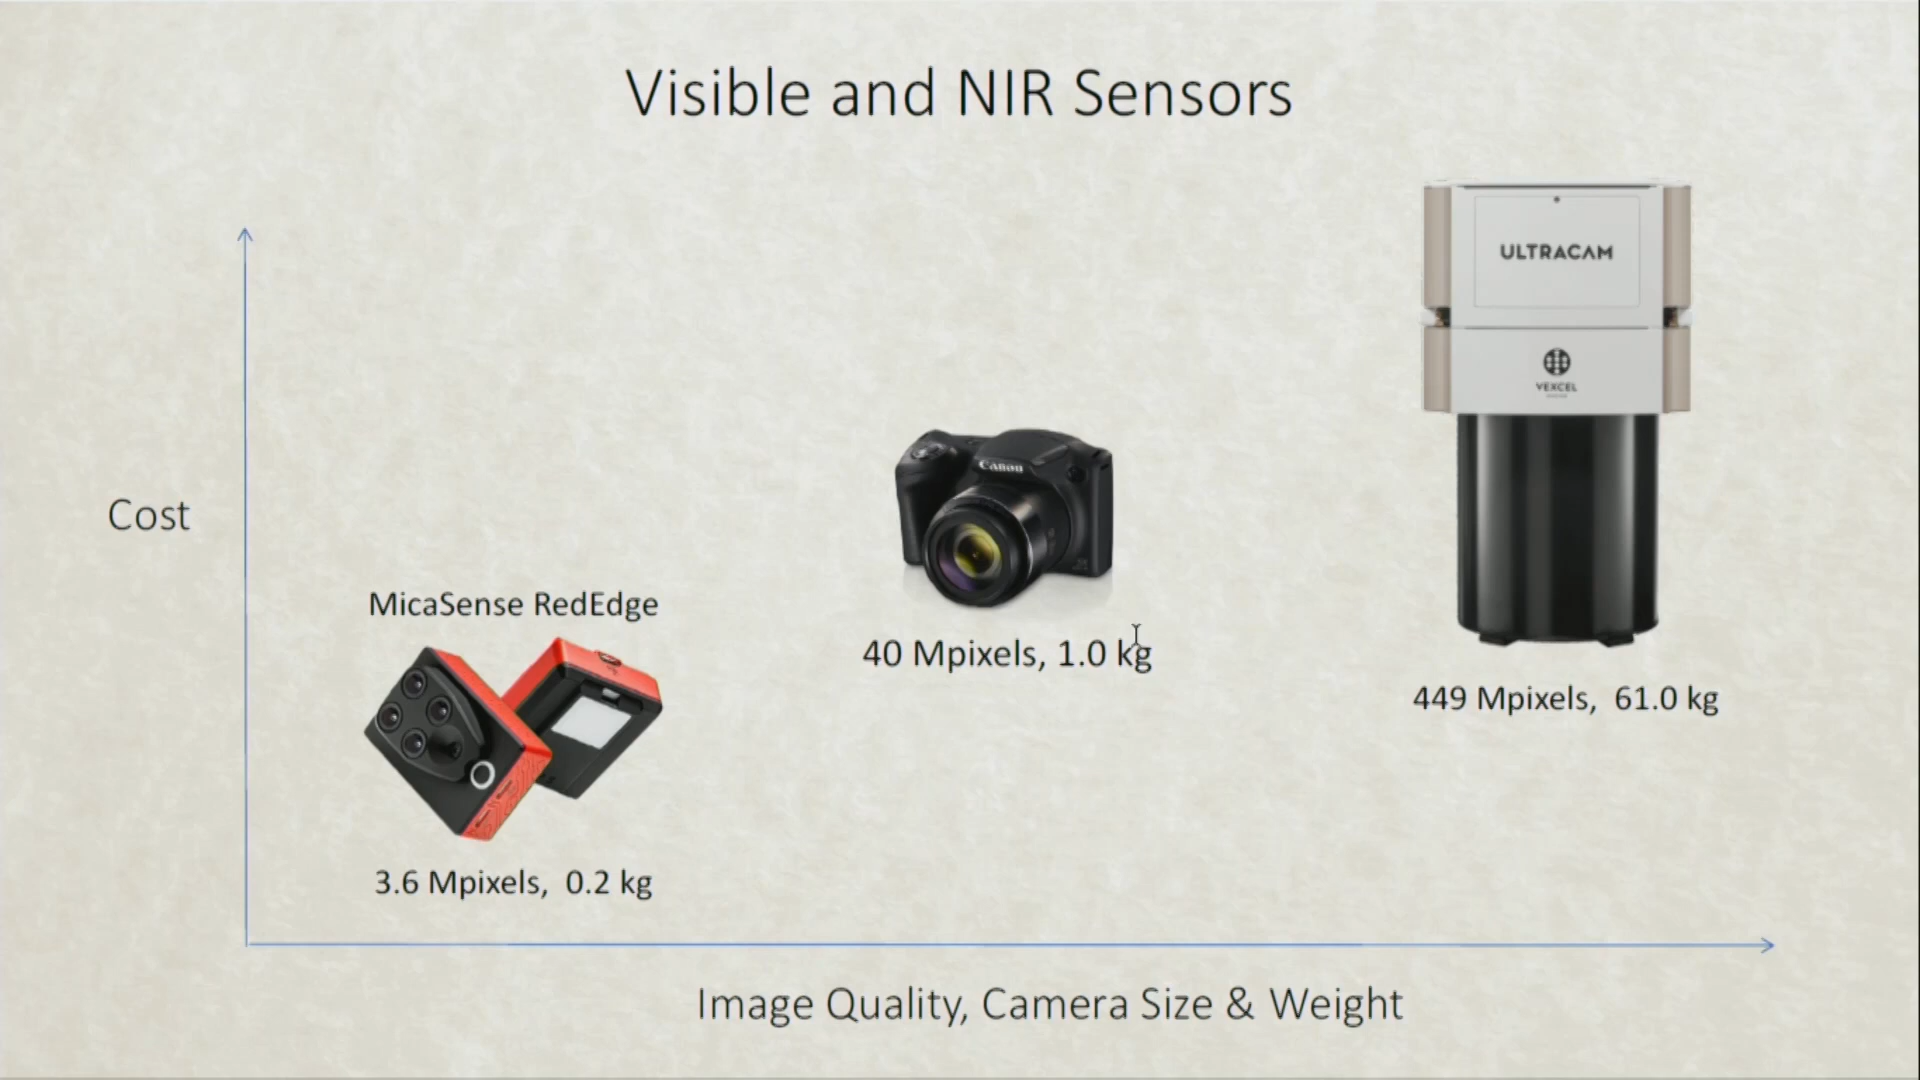 Visible and NIR Sensors
ULTRACAM
VEXCEL
Canon
Cost
MicaSense RedEdge
40 Mpixels, 1.0 kg
449 Mpixels, 61.0 kg
3.6 Mpixels, 0.2 kg
Image Quality, Camera Size & Weight